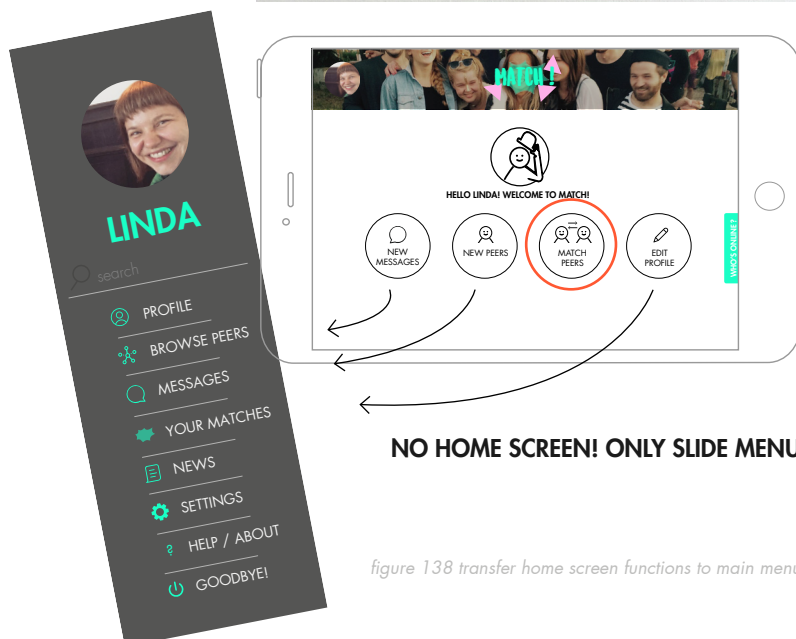 LINDA
search
PROFILE
BROWSE PEERS
MESSAGES
YOUR MATCHES
NEWS
SETTINGS
? HELP / ABOUT
GOODBYE!
MATCH!
HELLO LINDA! WELCOME TO MATCH!
NEW
MESSAGES
NEW PEERS
MATCH
PEERS
EDIT
PROFILE
WHO'S ONLINE?
NO HOME SCREEN! ONLY SLIDE MENU
figure 138 transfer home screen functions to main menu